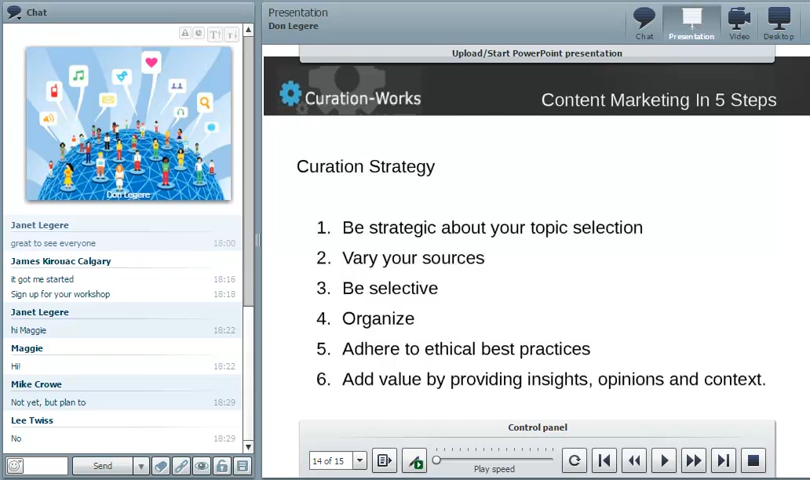 Chat
Don Legere
Janet Legere
great to see everyone 18:00
James Kirouac Calgary
it got me started 18:16
Sign up for your workshop 18:18
Janet Legere
hi Maggie 18:22
Maggie
Hi! 18:22
Mike Crowe
Not yet, but plan to 18:29
Lee Twiss
No 18:29
Send
Presentation
Don Legere
Chat
Presentation
Video
Desktop
Upload/Start PowerPoint presentation
Curation-Works
Content Marketing In 5 Steps
Curation Strategy
1. Be strategic about your topic selection
2. Vary your sources
3. Be selective
4. Organize
5. Adhere to ethical best practices
6. Add value by providing insights, opinions and context.
Control panel
14 of 15
Play speed